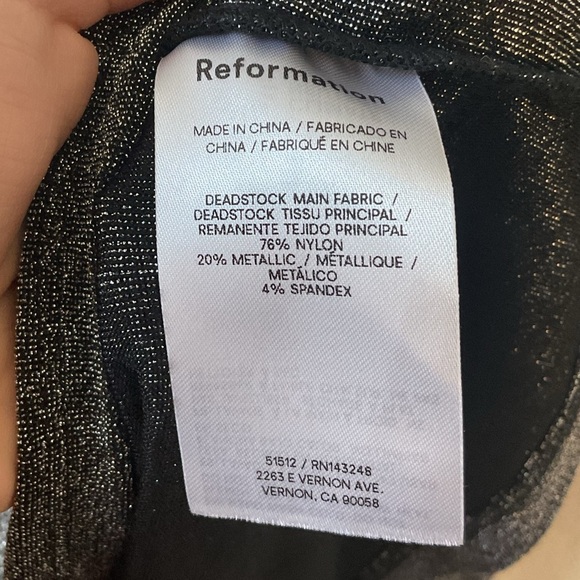 Reformation
MADE IN CHINA / FABRICADO EN
CHINA / FABRIQUÉ EN CHINE
DEADSTOCK MAIN FABRIC /
DEADSTOCK TISSU PRINCIPAL /
REMANENTE TEJIDO PRINCIPAL
76% NYLON
20% METALLIC / MÉTALLIQUE /
METÁLICO
4% SPANDEX
51512 / RN143248
2263 E VERNON AVE.
VERNON, CA 90058